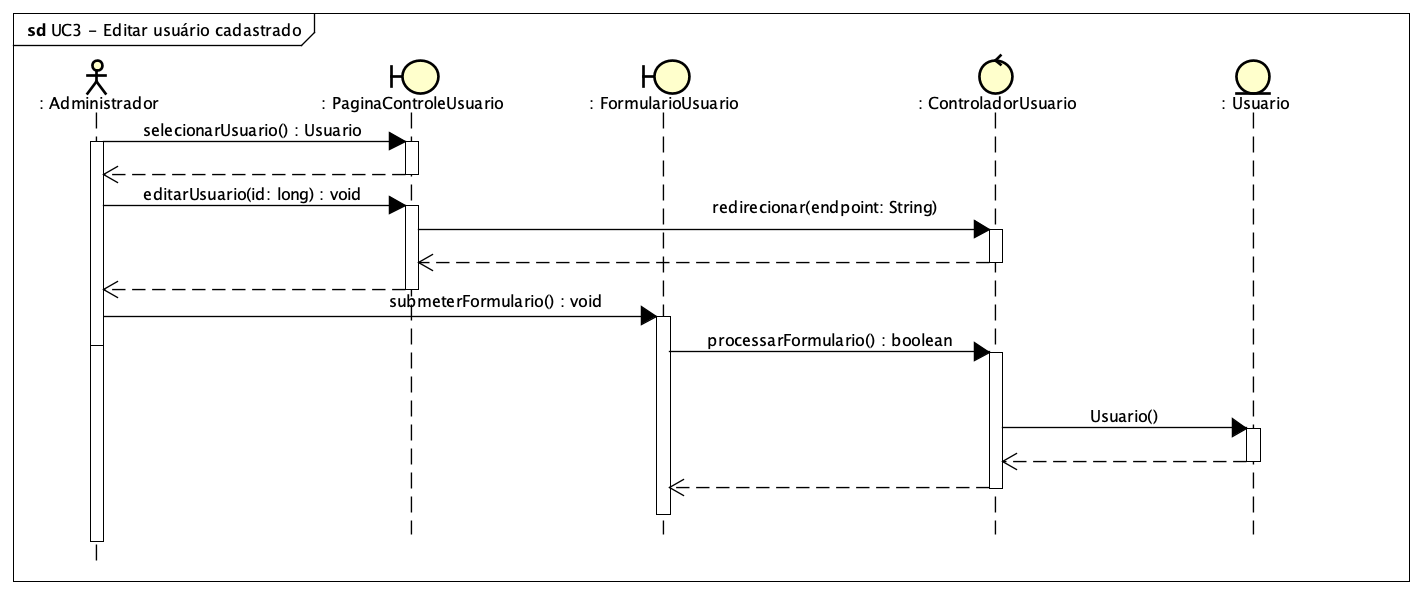 sd UC3 - Editar usuário cadastrado
: Administrador
: PaginaControleUsuario
: FormularioUsuario
: ControladorUsuario
: Usuario
selecionarUsuario() : Usuario
editarUsuario(id: long) : void
redirecionar(endpoint: String)
submeterFormulario() : void
processarFormulario() : boolean
Usuario()